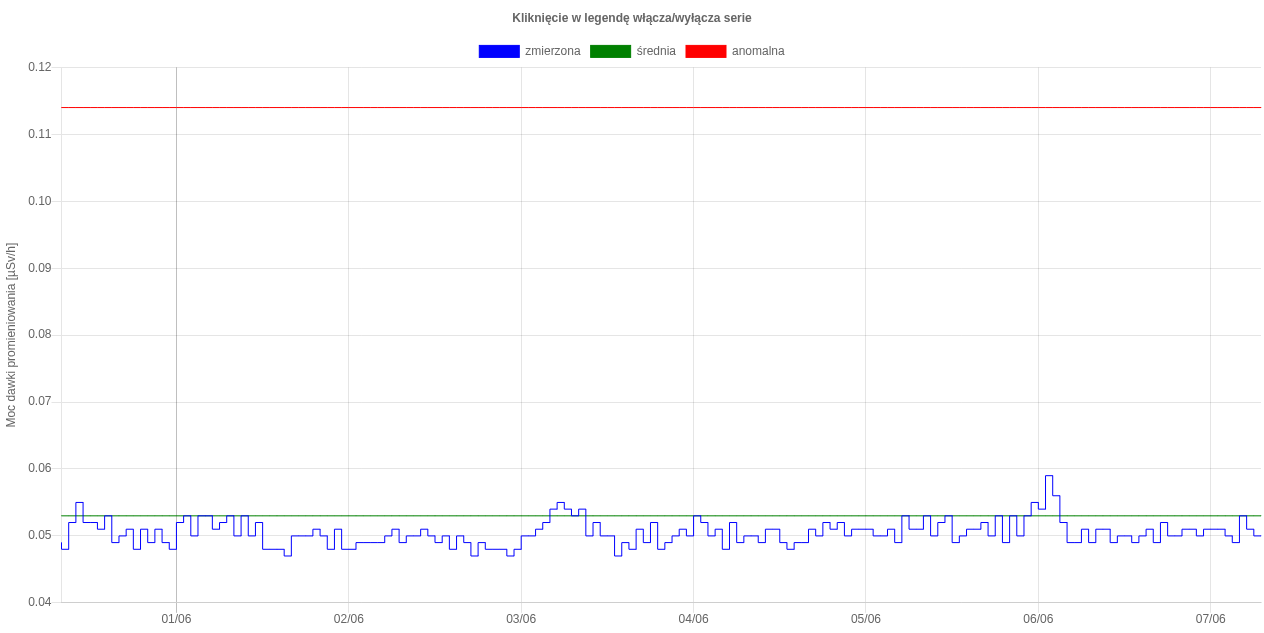 Kliknięcie w legendę włącza/wyłącza serie
zmierzona średnia anomalna
Moc dawki promieniowania [µSv/h]
0.12
0.11
0.10
0.09
0.08
0.07
0.06
0.05
0.04
01/06 02/06 03/06 04/06 05/06 06/06 07/06